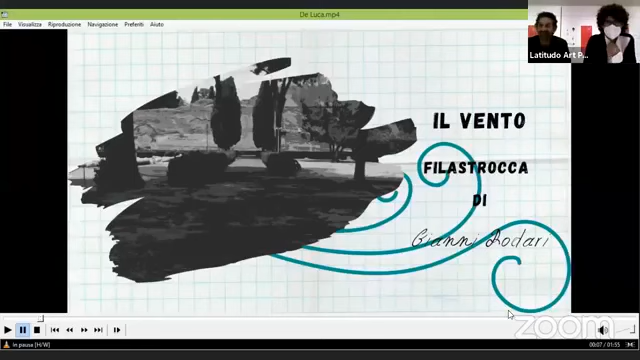 De Luca.mp4
File Visualizza Riproduzione Navigazione Preferiti Aiuto
Latitudo Art P...
IL VENTO
FILASTROCCA
DI
Gianni Rodari
zoom
In pausa [H/W]
00:07 / 01:55